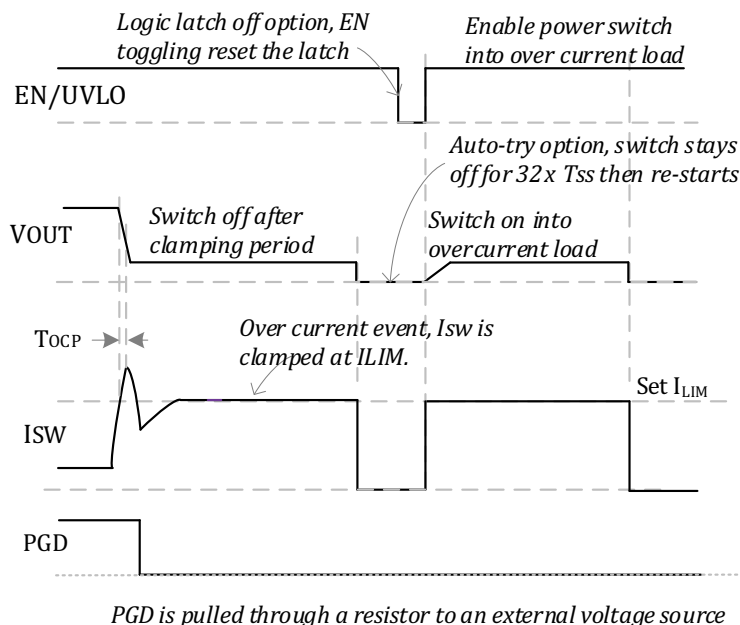 Logic latch off option, EN
toggling reset the latch
Enable power switch
into over current load
EN/UVLO
Auto-try option, switch stays
off for 32x Tss then re-starts
VOUT
Switch off after
clamping period
Switch on into
overcurrent load
TOCP
Over current event, Isw is
clamped at ILIM.
Set ILIM
ISW
PGD
PGD is pulled through a resistor to an external voltage source